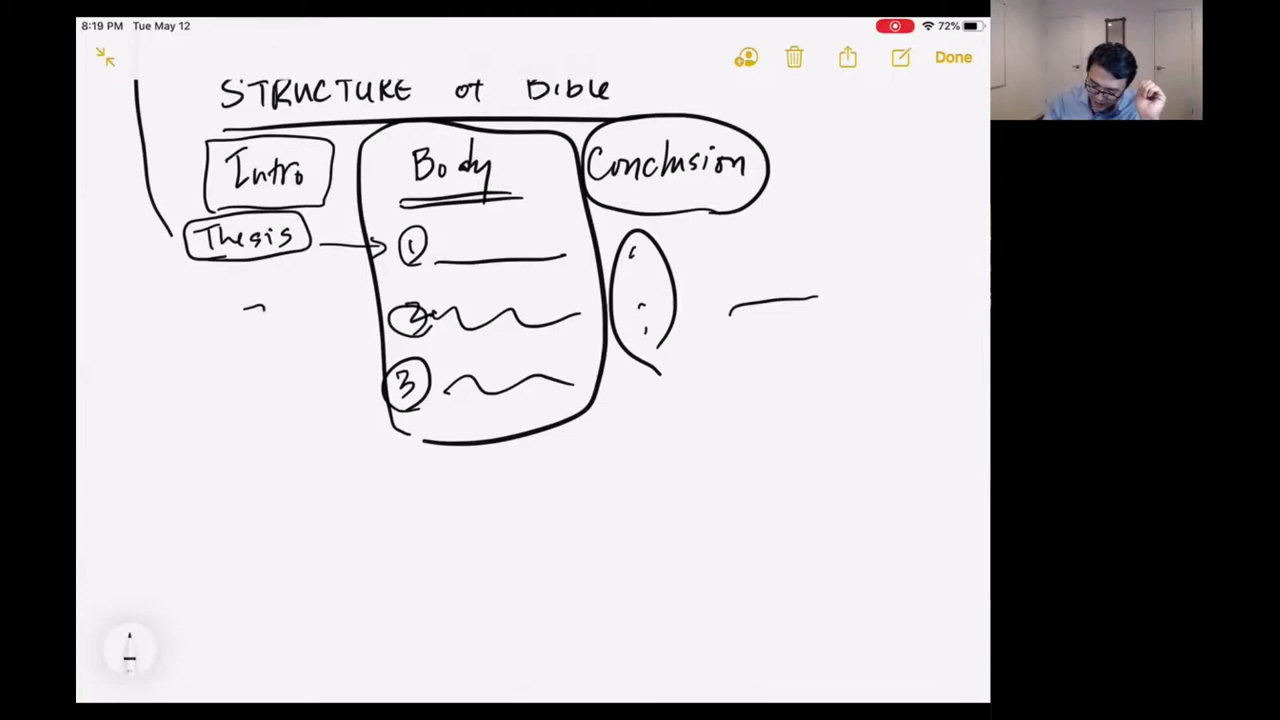 8:19 PM Tue May 12 72%
Done
STRUCTURE of Bible
Intro Body Conclusion
Thesis 1
2
3